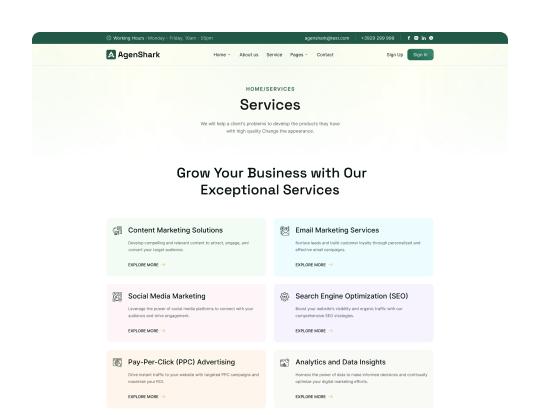 Working Hours : Monday - Friday, 10am - 05pm
agenshark@text.com
+3929 299 999
AgenShark
Home
About us
Service
Pages
Contact
Sign Up
Sign In
HOME/SERVICES
Services
We will help a client's problems to develop the products they have
with high quality Change the appearance.
Grow Your Business with Our
Exceptional Services
Content Marketing Solutions
Develop compelling and relevant content to attract, engage, and
convert your target audience.
EXPLORE MORE →
Email Marketing Services
Nurture leads and build customer loyalty through personalized and
effective email campaigns.
EXPLORE MORE →
Social Media Marketing
Leverage the power of social media platforms to connect with your
audience and drive engagement.
EXPLORE MORE →
Search Engine Optimization (SEO)
Boost your website's visibility and organic traffic with our
comprehensive SEO strategies.
EXPLORE MORE →
Pay-Per-Click (PPC) Advertising
Drive instant traffic to your website with targeted PPC campaigns and
maximize your ROI.
EXPLORE MORE →
Analytics and Data Insights
Harness the power of data to make informed decisions and continually
optimize your digital marketing efforts.
EXPLORE MORE →